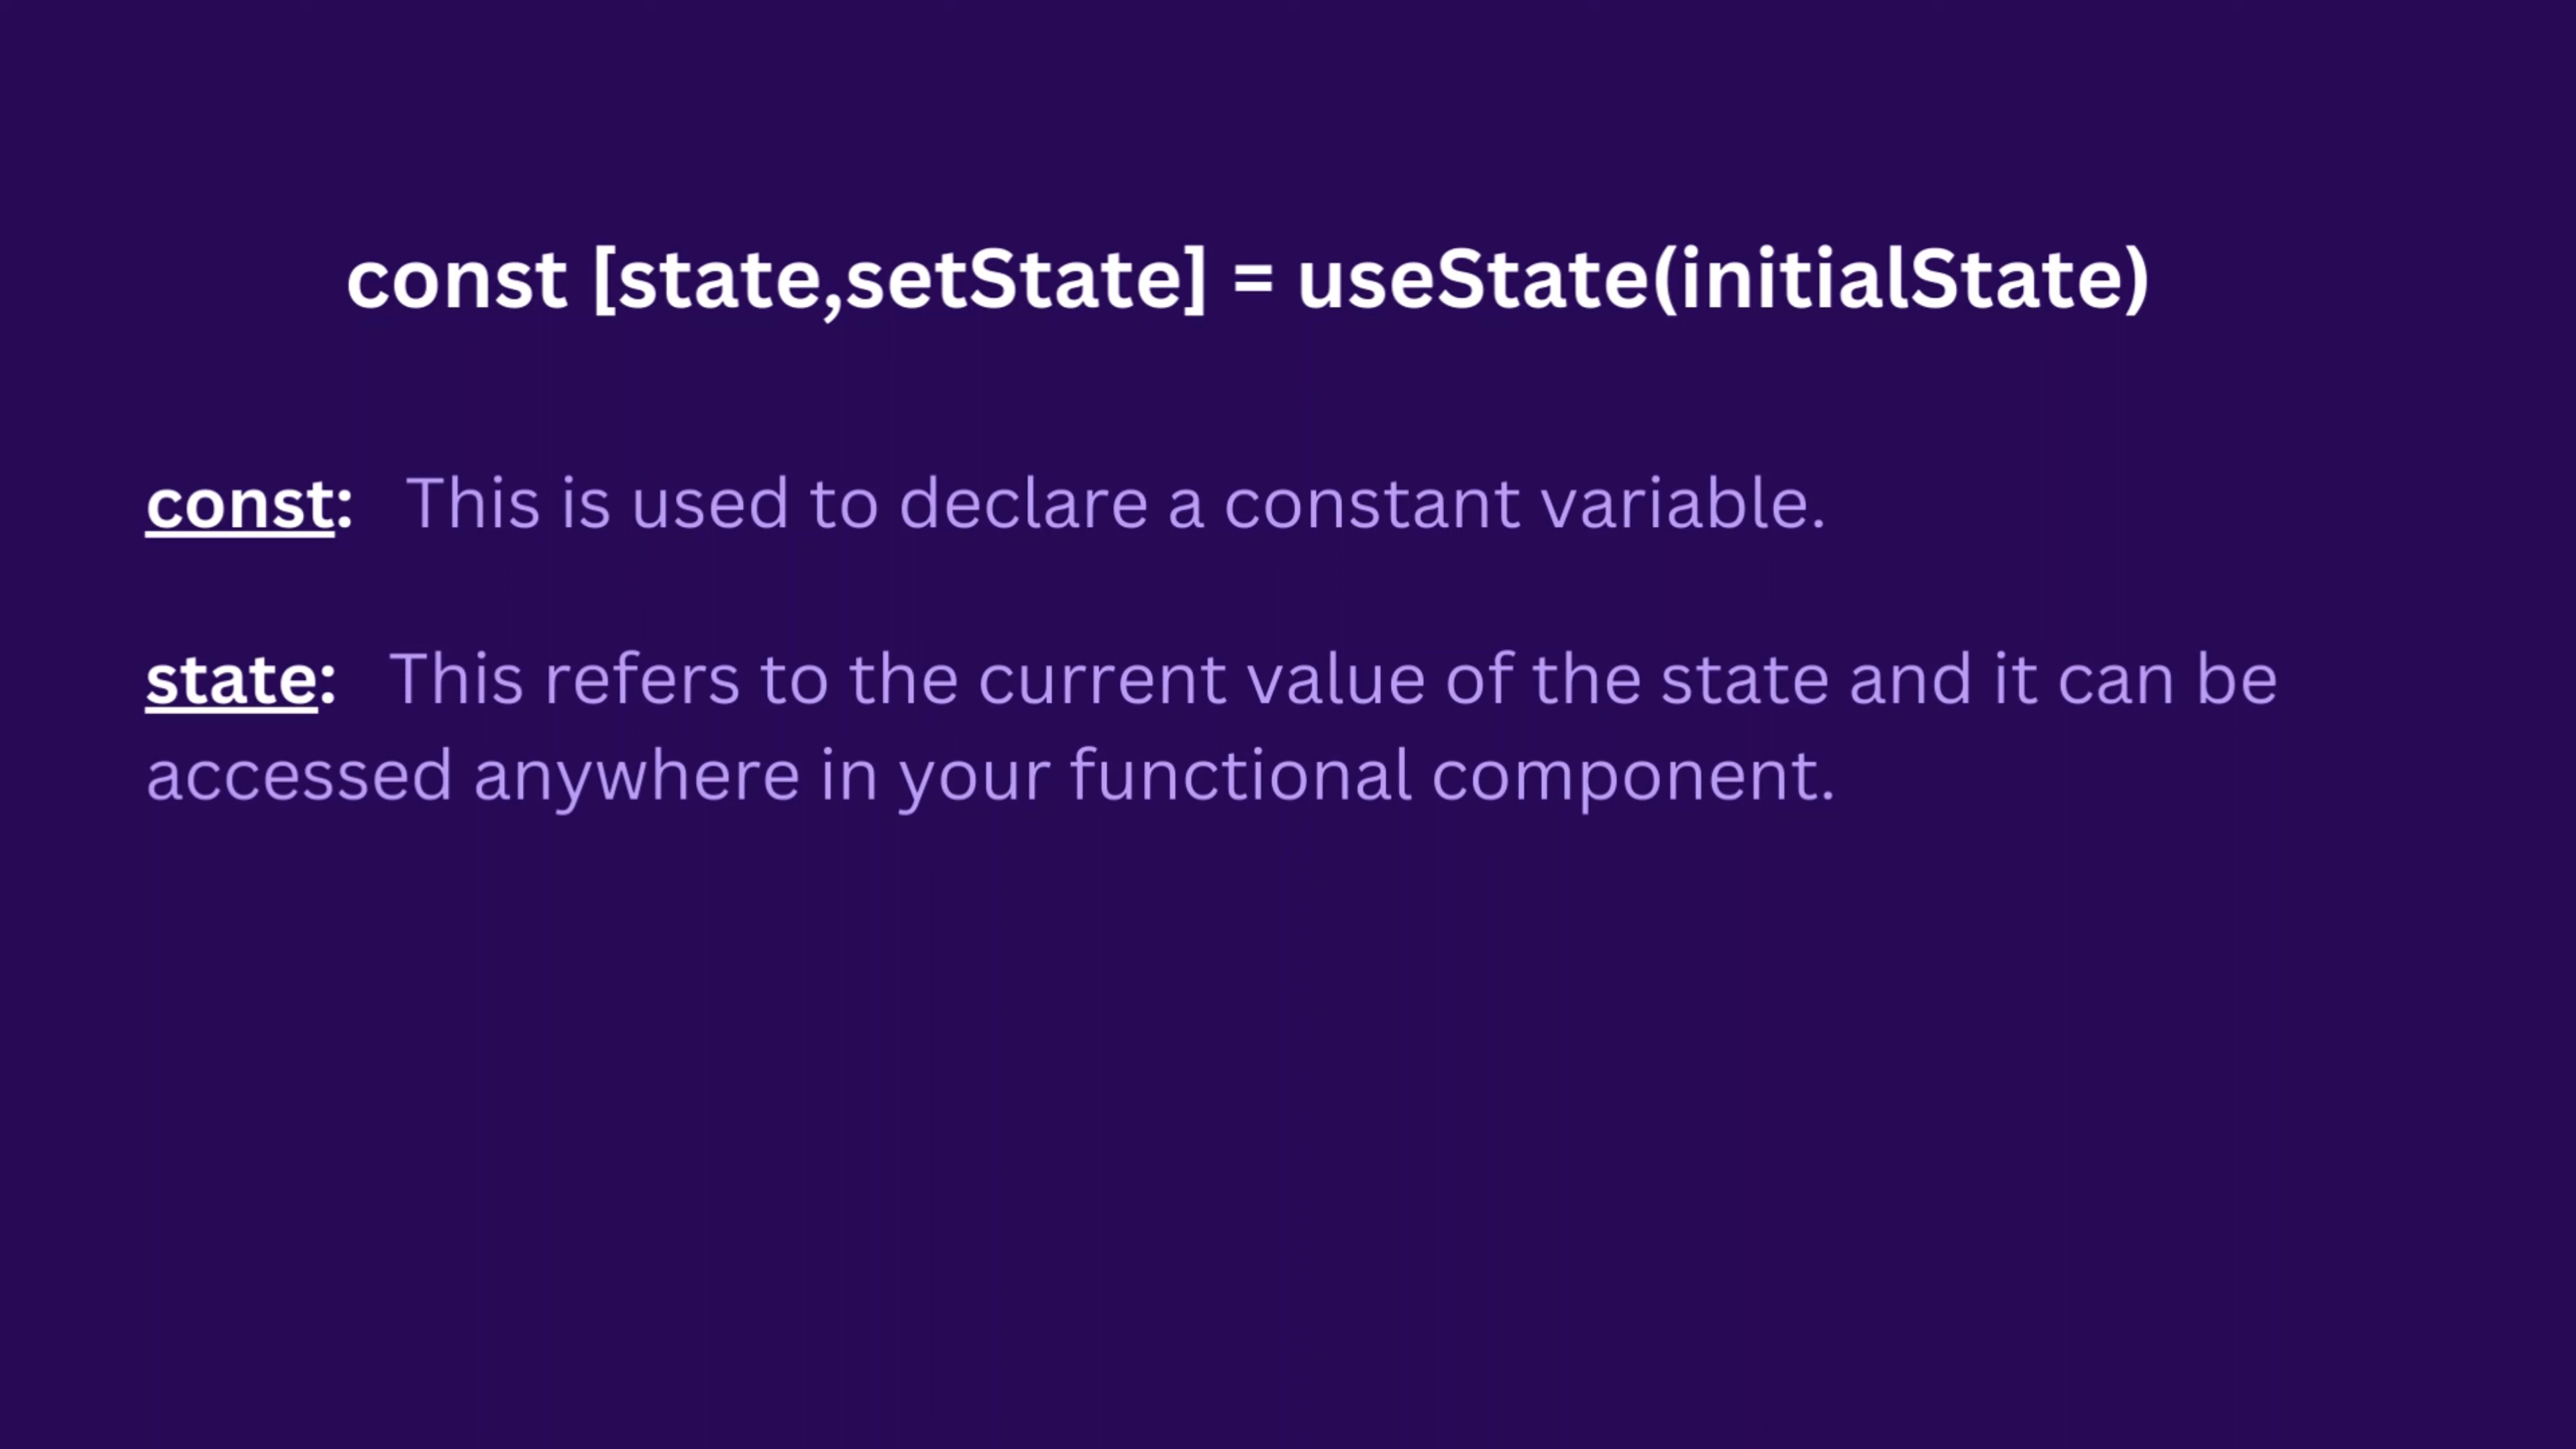 const [state,setState] = useState(initialState)
const: This is used to declare a constant variable.
state: This refers to the current value of the state and it can be
accessed anywhere in your functional component.